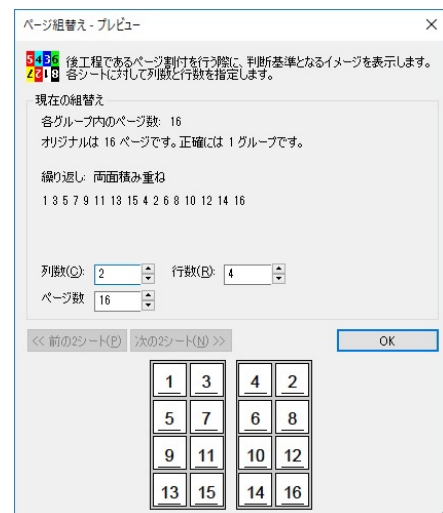 ページ組替え - プレビュー
5 4 3 6
2 7 1 8
後工程であるページ割付を行う際に、判断基準となるイメージを表示します。
各シートに対して列数と行数を指定します。
現在の組替え
各グループ内のページ数: 16
オリジナルは 16 ページです。正確には 1 グループです。
繰り返し: 両面積み重ね
1 3 5 7 9 11 13 15 4 2 6 8 10 12 14 16
列数(C): 2 行数(R): 4
ページ数 16
<< 前の2シート(P) 次の2シート(N) >> OK
1 3 4 2
5 7 6 8
9 11 10 12
13 15 14 16